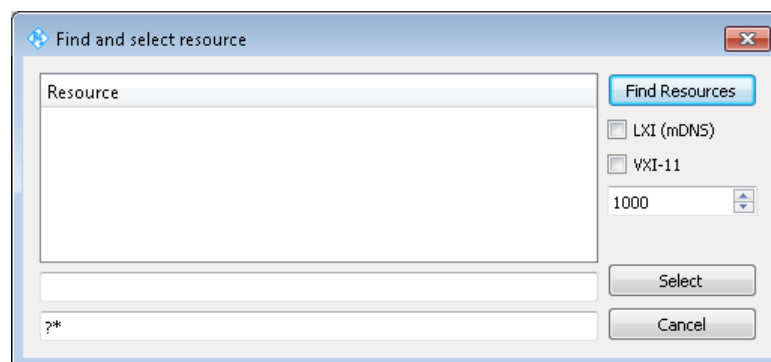 Find and select resource
Resource
Find Resources
LXI (mDNS)
VXI-11
1000
Select
?*
Cancel